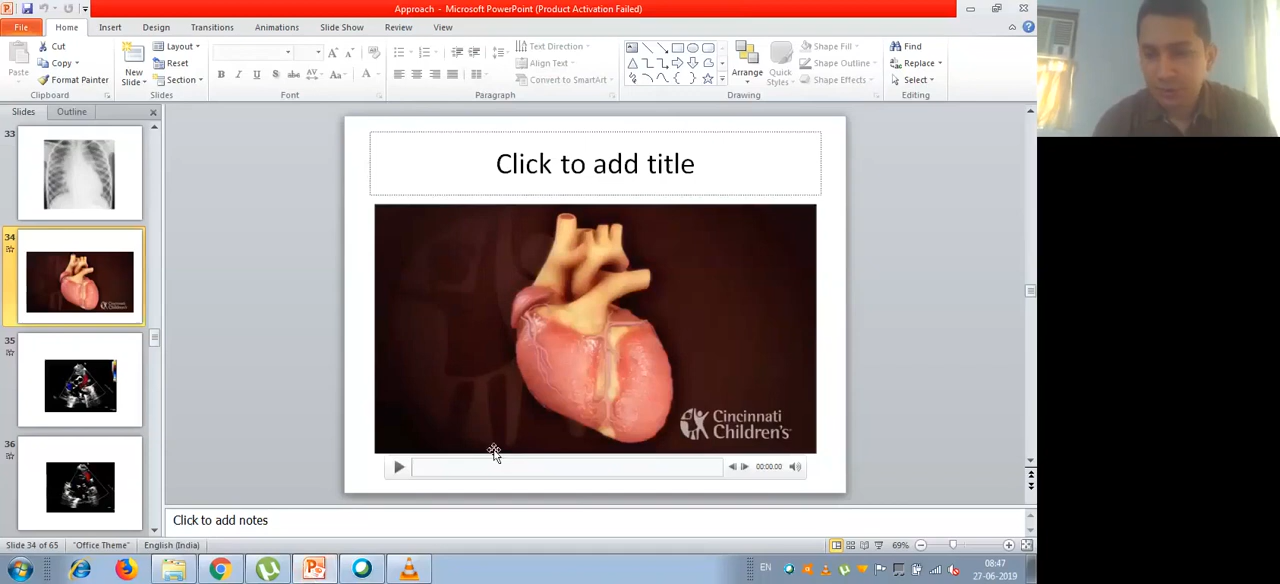 Approach - Microsoft PowerPoint (Product Activation Failed)
File Home Insert Design Transitions Animations Slide Show Review View
Paste
Cut
Copy
Format Painter
Clipboard
New
Slide
Layout
Reset
Section
Slides
B I U S abc AV Aa A
Font
Text Direction
Align Text
Convert to SmartArt
Paragraph
Arrange
Quick
Styles
Shape Fill
Shape Outline
Shape Effects
Drawing
Find
Replace
Select
Editing
Slides Outline
33
34
35
36
Click to add title
Cincinnati
Children's
00:00.00
Click to add notes
Slide 34 of 65 "Office Theme" English (India) 69%
EN 08:47
27-06-2019